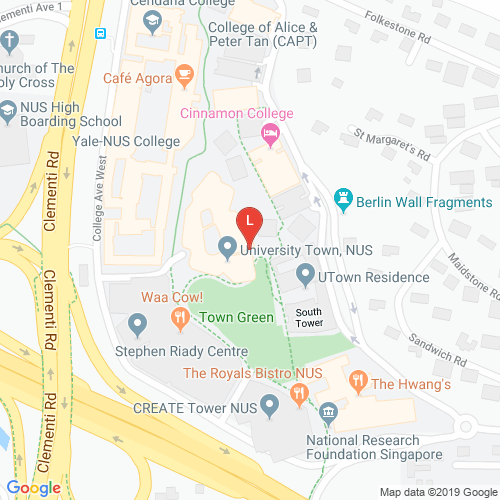 Clementi Ave 1
Cendana College
Folkestone Rd
College of Alice &
Peter Tan (CAPT)
Church of The
Holy Cross
Café Agora
NUS High
Boarding School
Cinnamon College
Yale-NUS College
St Margaret's Rd
Clementi Rd
College Ave West
Berlin Wall Fragments
L
University Town, NUS
Maidstone Rd
Clementi Rd
UTown Residence
Waa Cow!
Town Green
South
Tower
Sandwich Rd
Stephen Riady Centre
The Royals Bistro NUS
The Hwang's
CREATE Tower NUS
Clementi Rd
National Research
Foundation Singapore
Map data ©2019 Google